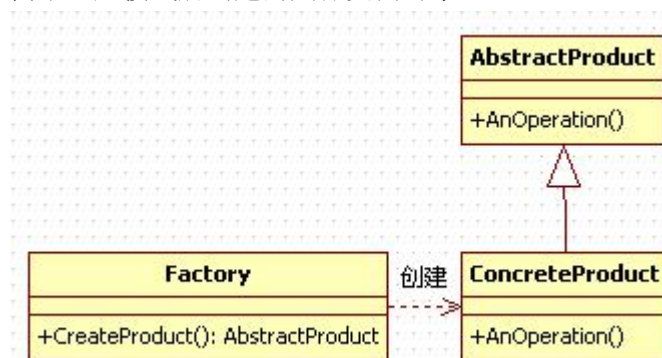 AbstractProduct
+AnOperation()
Factory
创建
ConcreteProduct
+CreateProduct(): AbstractProduct
+AnOperation()